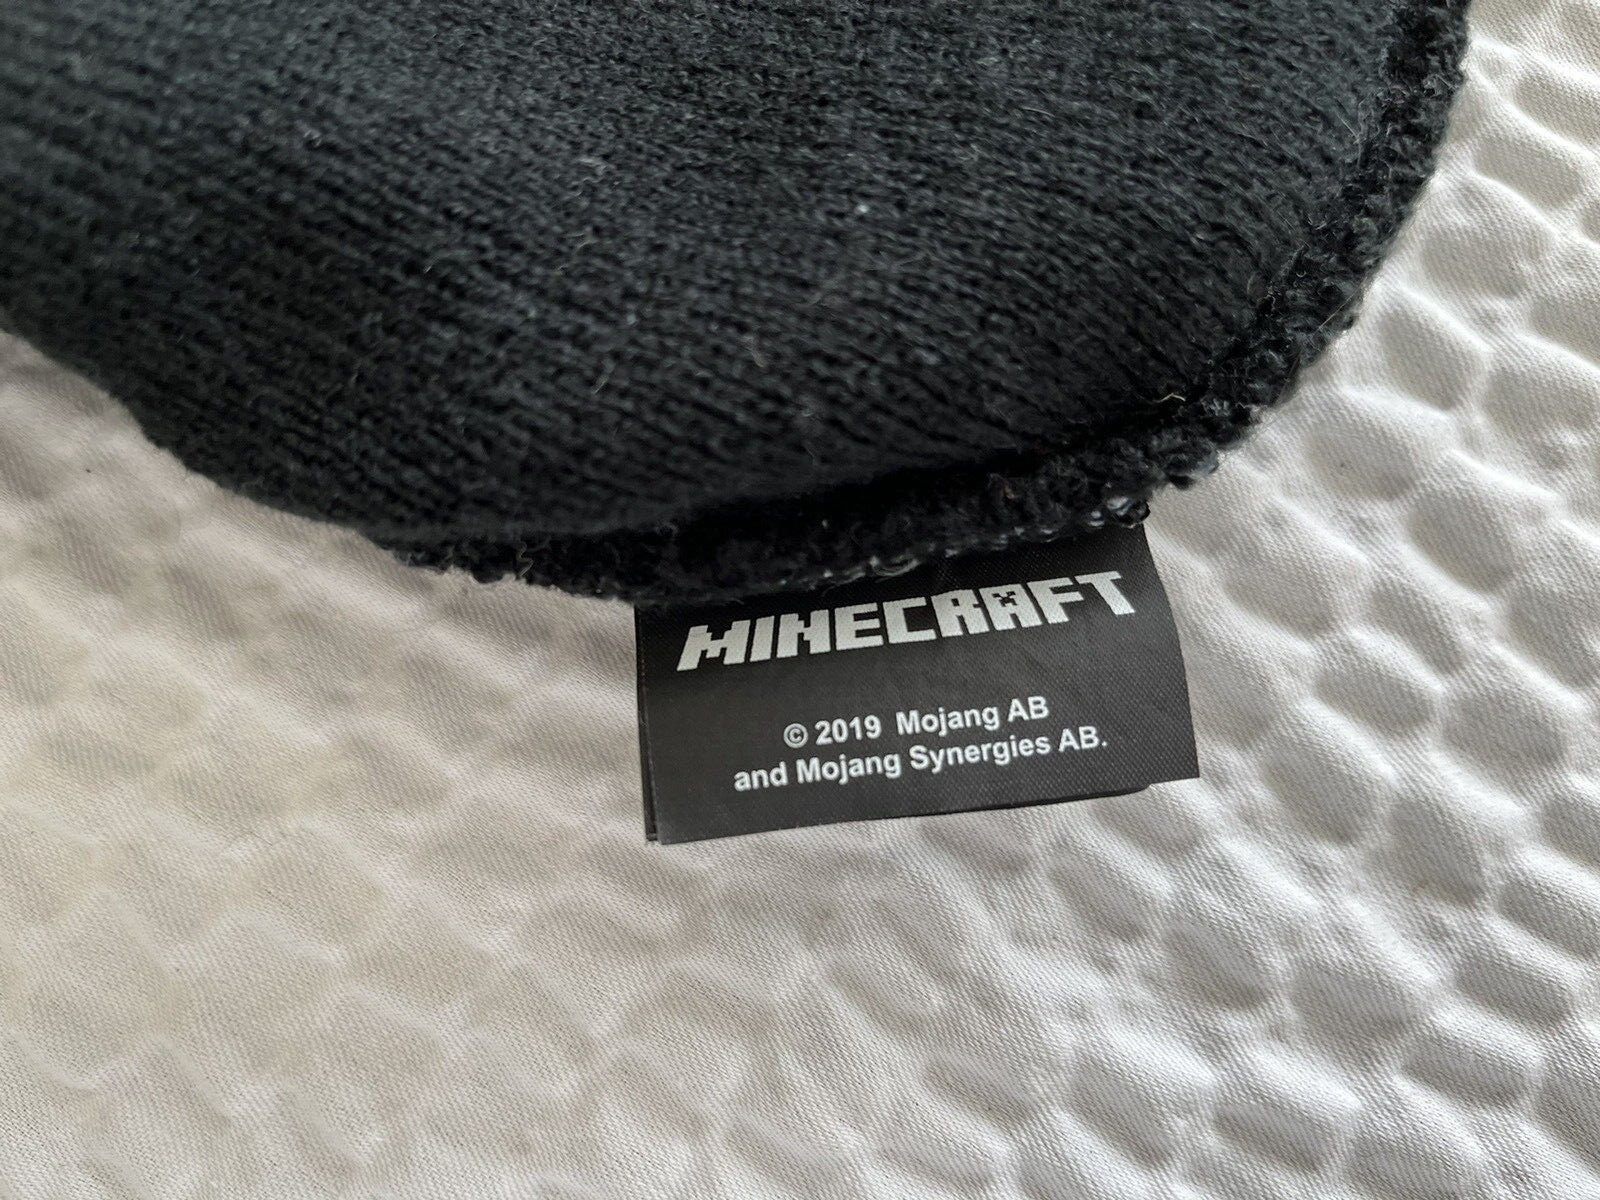 MINECRAFT
© 2019 Mojang AB
and Mojang Synergies AB.